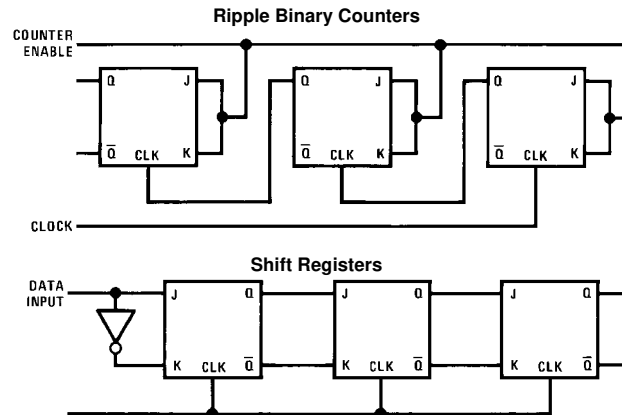 Ripple Binary Counters
COUNTER
ENABLE
Q J Q J Q J
Q̅ CLK K Q̅ CLK K Q̅ CLK K
CLOCK
Shift Registers
DATA
INPUT
J Q J Q J Q
K CLK Q̅ K CLK Q̅ K CLK Q̅